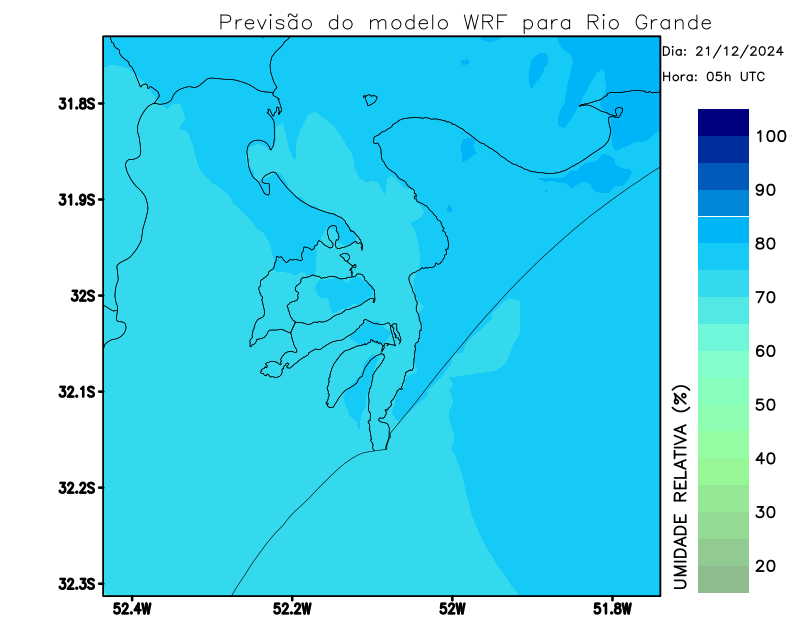 Previsão do modelo WRF para Rio Grande
Dia: 21/12/2024
Hora: 05h UTC
31.8S
31.9S
32S
32.1S
32.2S
32.3S
52.4W
52.2W
52W
51.8W
100
90
80
70
60
50
40
30
20
UMIDADE RELATIVA (%)